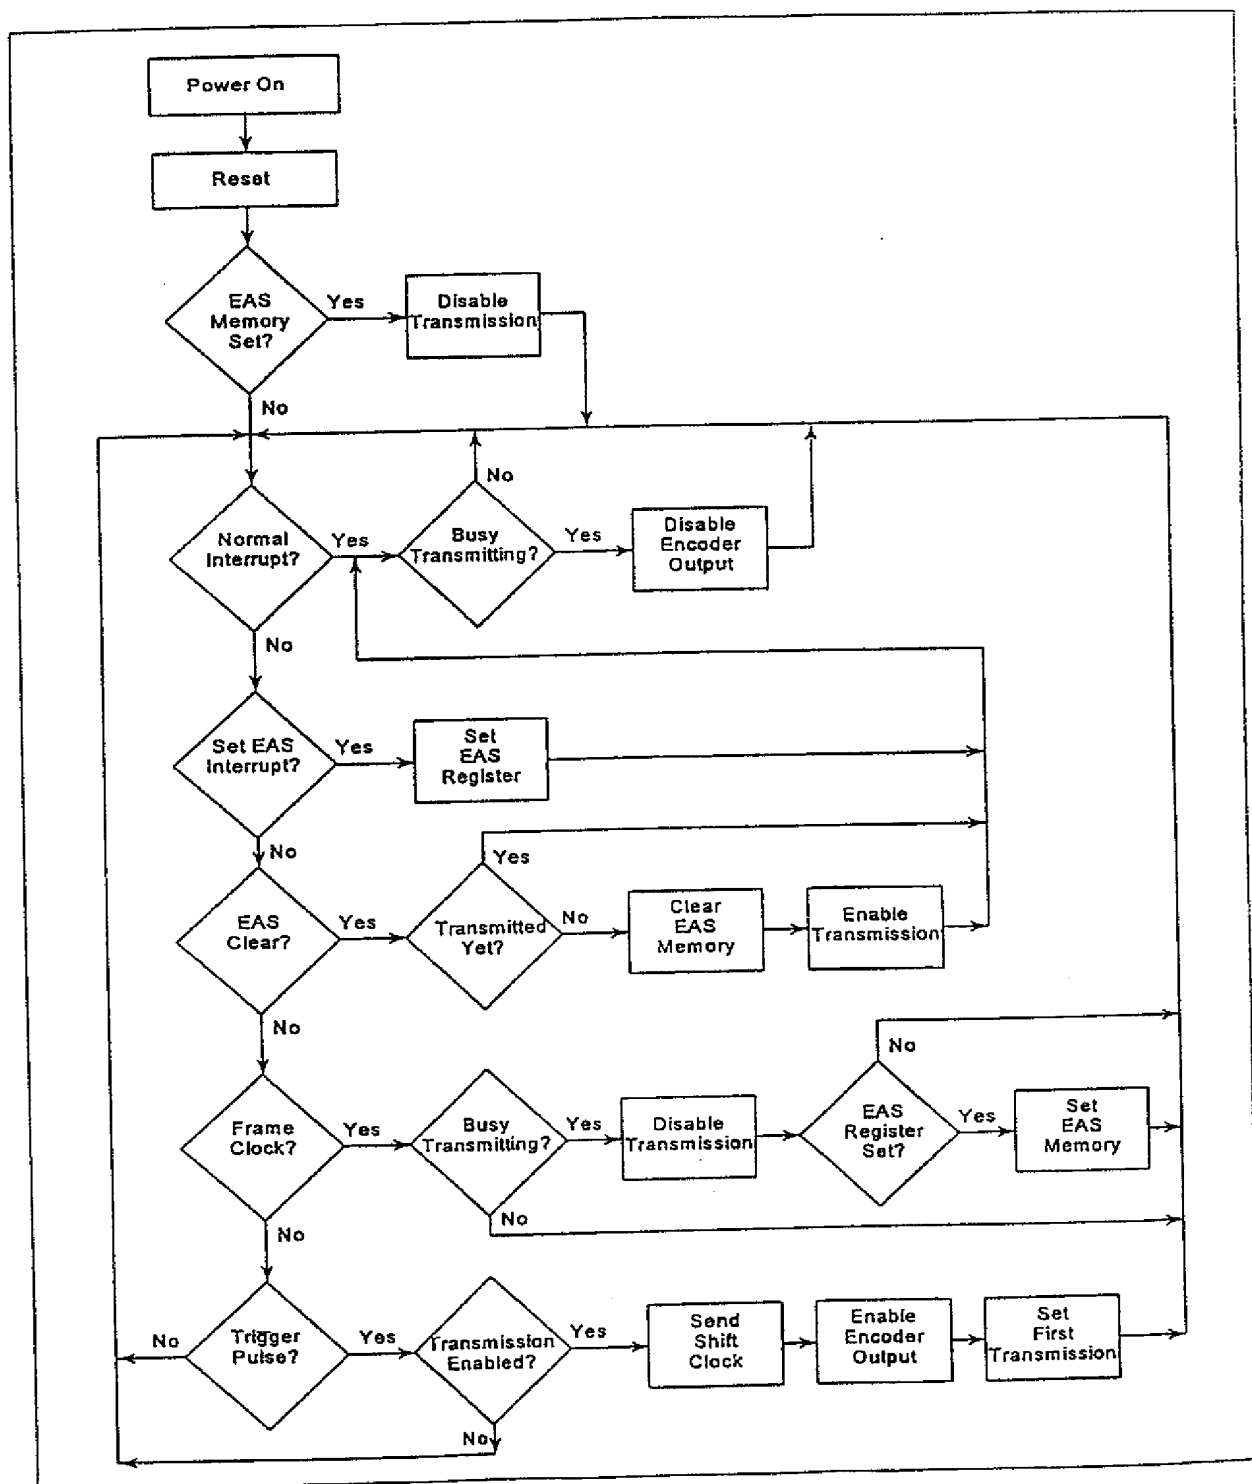 Power On
Reset
EAS
Memory
Set?
Yes
Disable
Transmission
No
Normal
Interrupt?
Yes
Busy
Transmitting?
No
Yes
Disable
Encoder
Output
No
Set EAS
Interrupt?
Yes
Set
EAS
Register
No
EAS
Clear?
Yes
Transmitted
Yet?
Yes
No
Clear
EAS
Memory
Enable
Transmission
No
Frame
Clock?
Yes
Busy
Transmitting?
Yes
Disable
Transmission
EAS
Register
Set?
No
Yes
Set
EAS
Memory
No
No
Trigger
Pulse?
No
Yes
Transmission
Enabled?
Yes
Send
Shift
Clock
Enable
Encoder
Output
Set
First
Transmission
No